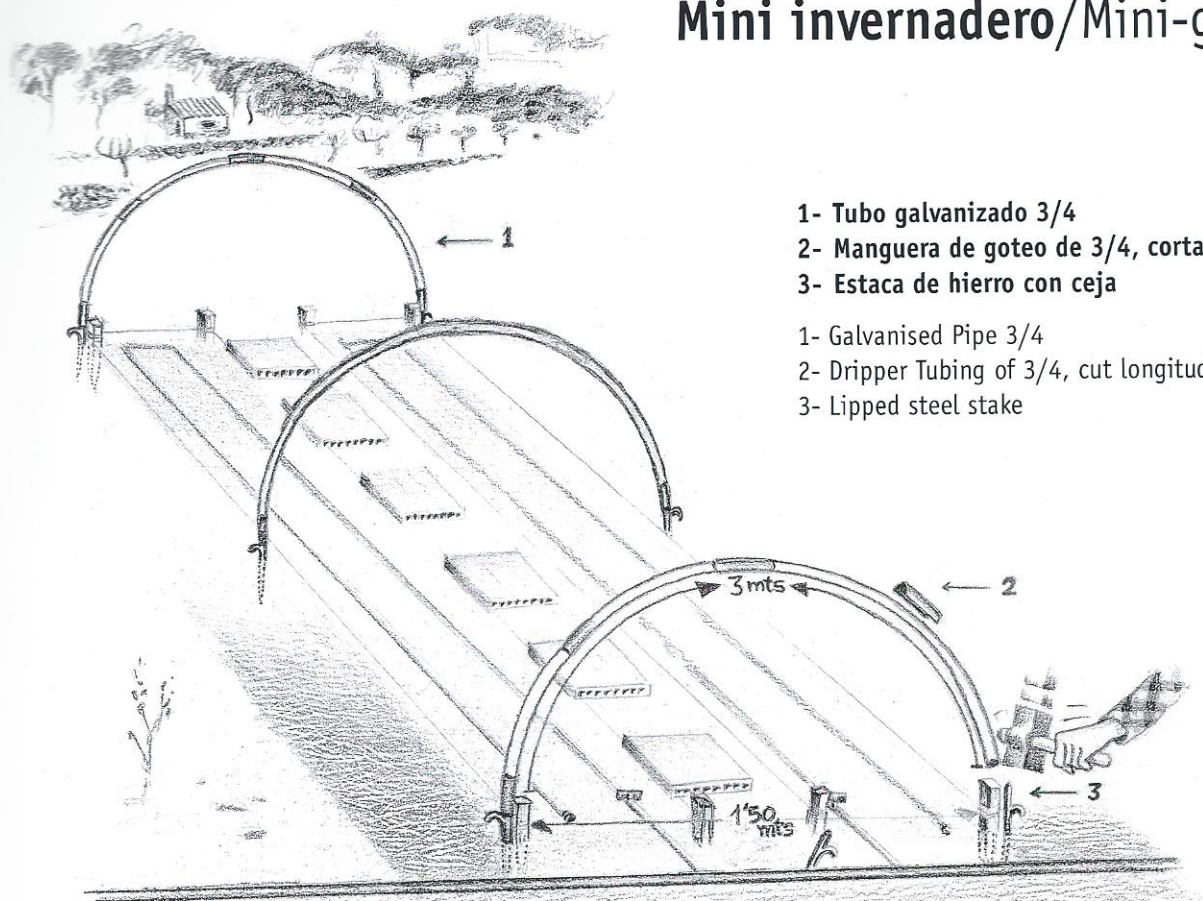 Mini invernadero/Mini-g
1- Tubo galvanizado 3/4
2- Manguera de goteo de 3/4, corta
3- Estaca de hierro con ceja
1- Galvanised Pipe 3/4
2- Dripper Tubing of 3/4, cut longitud
3- Lipped steel stake
1
2
3 mts
3
1'50
mts